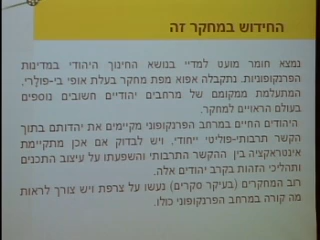 החידוש במחקר זה
נמצא חומר מועט למדיי בנושא החינוך היהודי במדינות
הפרנקופוניות. נתקבלה אפוא מפת מחקר בעלת אופי בי-פולרי,
המתעלמת ממקומם של מרחבים יהודיים חשובים נוספים
בעולם הראויים למחקר.
היהודים החיים במרחב הפרנקופוני מקיימים את יהדותם בתוך
הקשר תרבותי-פוליטי ייחודי, ויש לבדוק אם אכן מתקיימת
אינטראקציה בין ההקשר התרבותי והשפעתו על עיצוב התכנים
ותהליכי הזהות בקרב יהודים אלה.
רוב המחקרים (בעיקר סקרים) נעשו על צרפת ויש צורך לראות
מה קורה במרחב הפרנקופוני כולו.